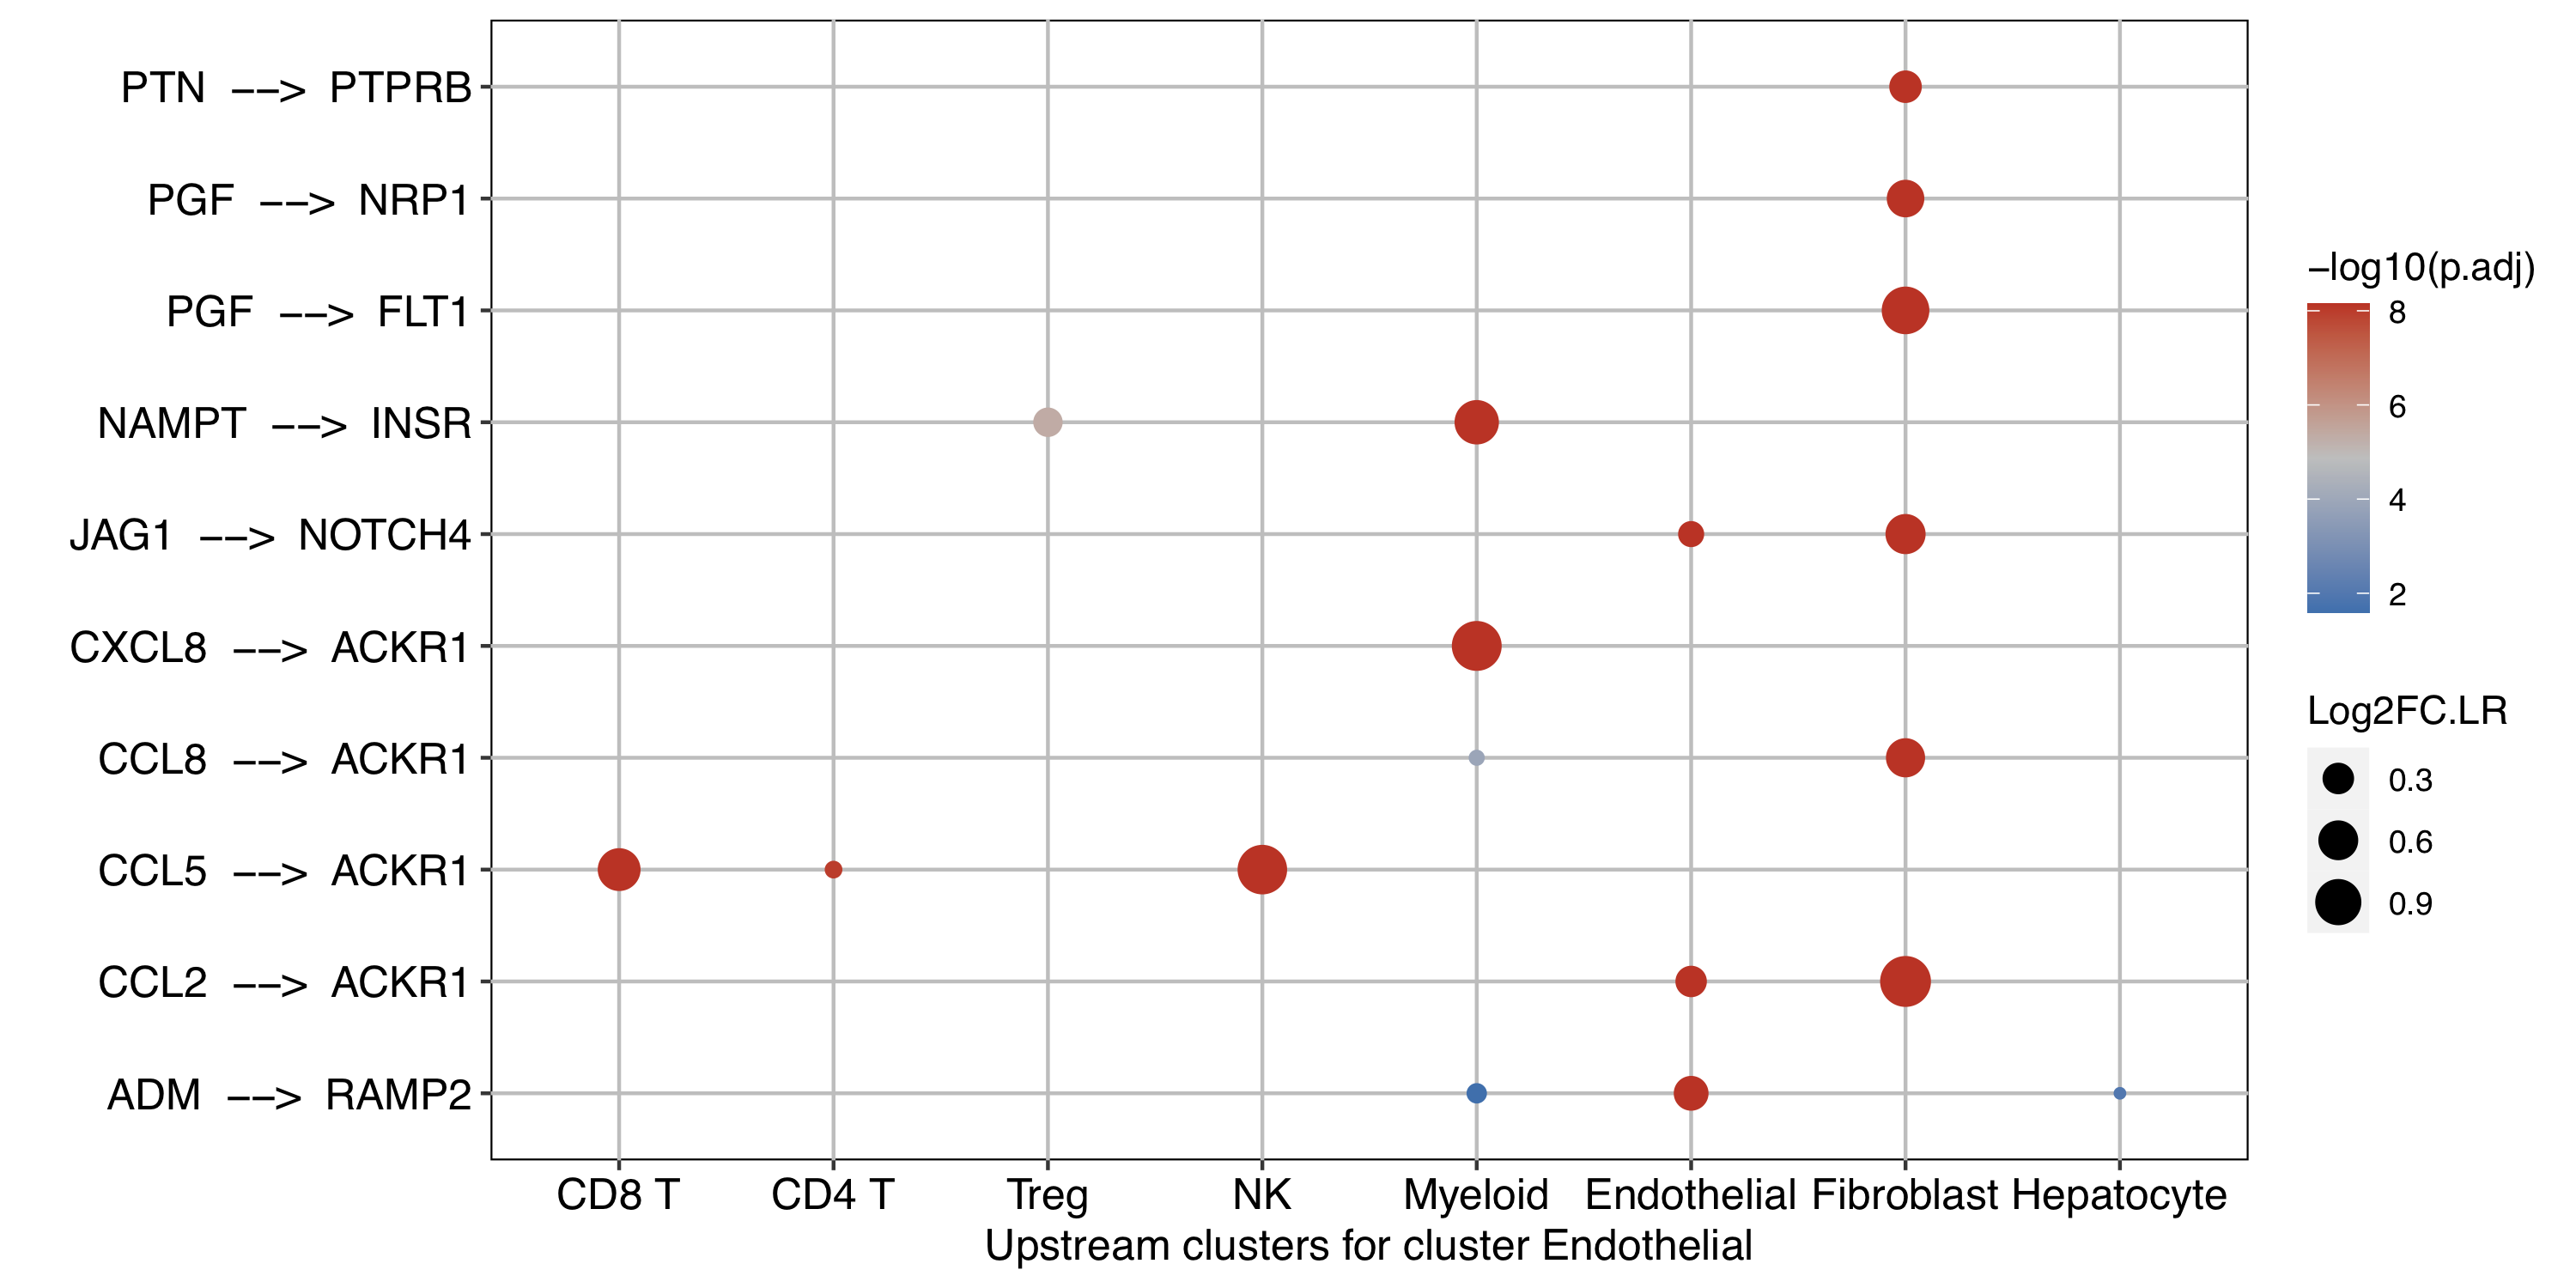 PTN −−> PTPRB
PGF −−> NRP1
PGF −−> FLT1
NAMPT −−> INSR
JAG1 −−> NOTCH4
CXCL8 −−> ACKR1
CCL8 −−> ACKR1
CCL5 −−> ACKR1
CCL2 −−> ACKR1
ADM −−> RAMP2
CD8 T CD4 T Treg NK Myeloid Endothelial Fibroblast Hepatocyte
Upstream clusters for cluster Endothelial
−log10(p.adj)
8
6
4
2
Log2FC.LR
0.3
0.6
0.9